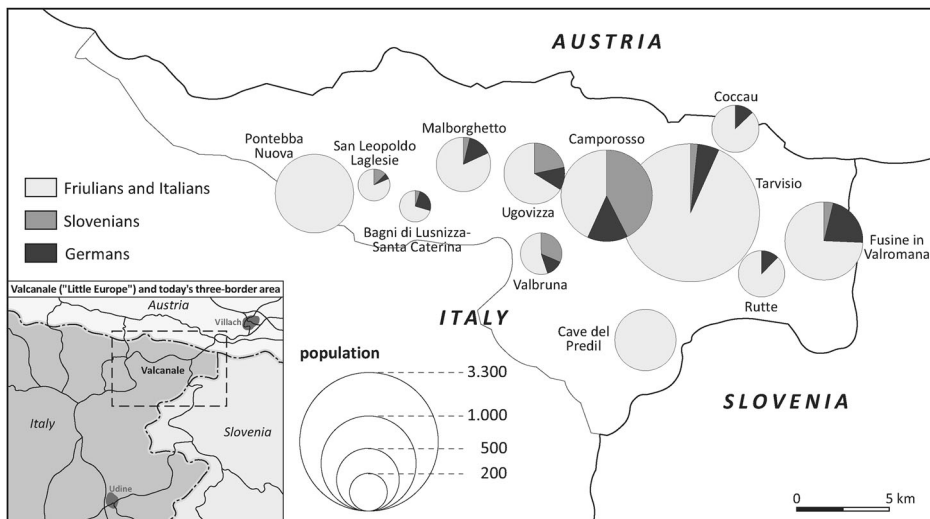 AUSTRIA
Coccau
Malborghetto
Camporosso
Pontebba
Nuova
San Leopoldo
Laglesie
Friulians and Italians
Tarvisio
Slovenians
Ugovizza
Bagni di Lusnizza-
Santa Caterina
Fusine in
Valromana
Germans
Valbruna
Rutte
Valcanale ("Little Europe") and today's three-border area
Austria
Villach
Valcanale
Italy
Slovenia
Udine
ITALY
Cave del
Predil
population
3.300
1.000
500
200
SLOVENIA
0 5 km